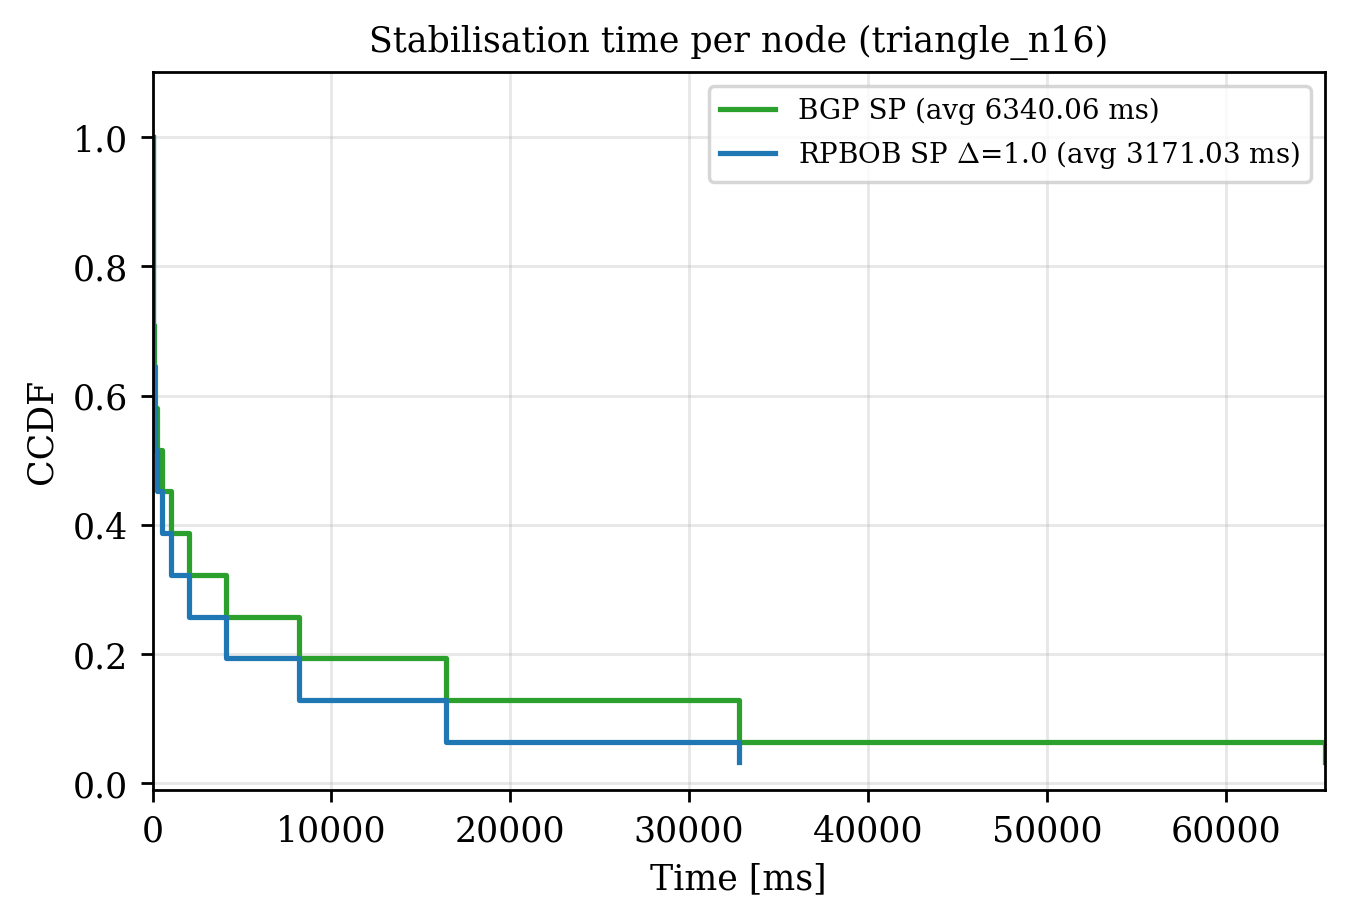 Stabilisation time per node (triangle_n16)
BGP SP (avg 6340.06 ms)
RPBOB SP Δ=1.0 (avg 3171.03 ms)
CCDF
1.0
0.8
0.6
0.4
0.2
0.0
0 10000 20000 30000 40000 50000 60000
Time [ms]